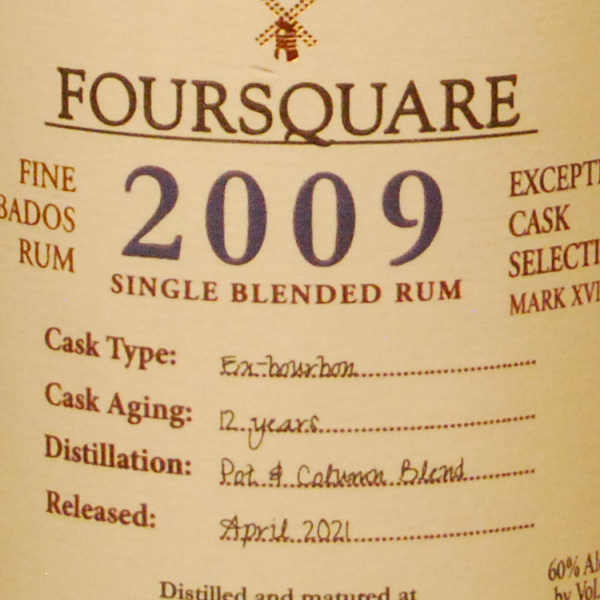 FOURSQUARE
FINE
BADOS
RUM
2009
SINGLE BLENDED RUM
EXCEPTI
CASK
SELECTI
MARK XVI
Cask Type: Ex-bourbon
Cask Aging: 12 years
Distillation: Pot & Column Blend
Released: April 2021
Distilled and matured at
60% Al
by Vol.